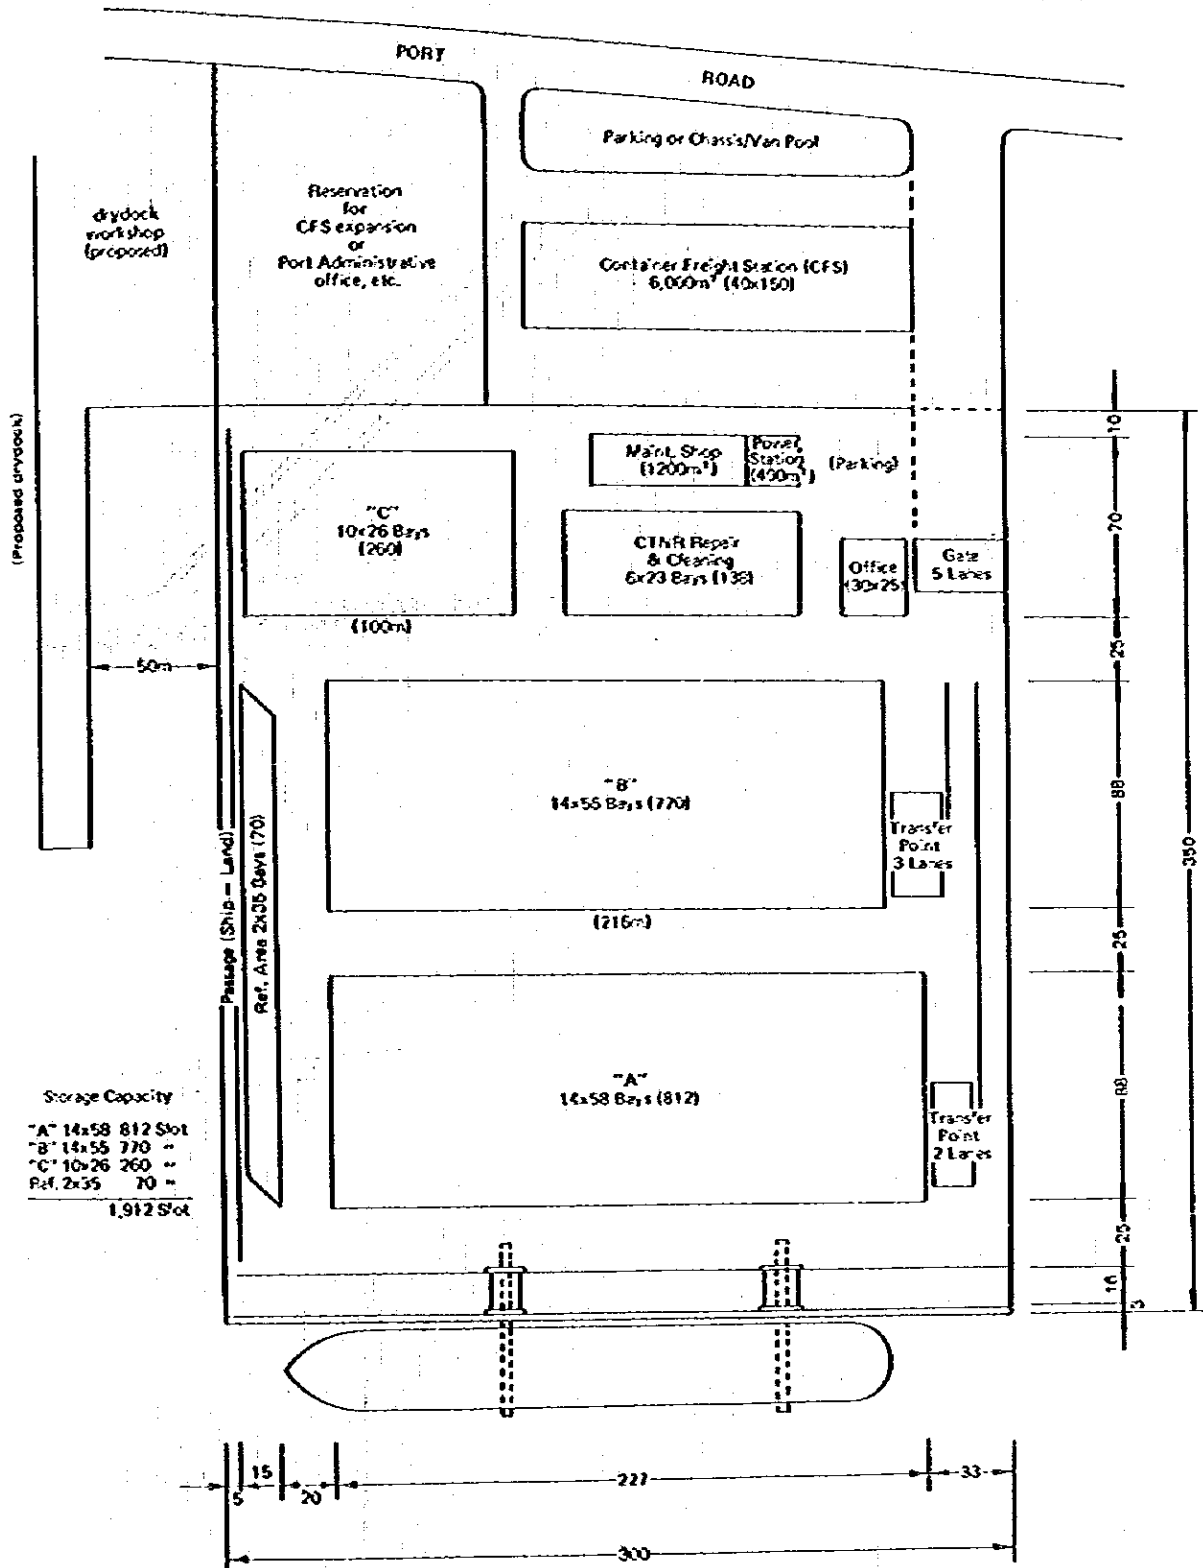 PORT
ROAD
Parking or Chassis/Van Pool
drydock
workshop
(proposed)
Reservation
for
CFS expansion
or
Port Administrative
office, etc.
Container Freight Station (CFS)
6,000m² (40x150)
(Proposed drydock)
Maint. Shop
(1200m²)
Power
Station
(400m²)
(Parking)
"C"
10x26 Bays
(260)
(100m)
CTNR Repair
& Cleaning
6x23 Bays (138)
Office
(30x25)
Gate
5 Lanes
50m
"B"
14x55 Bays (770)
(216m)
Transfer
Point
3 Lanes
Passage (Ship – Land)
Ref. Area 2x35 Bays (70)
"A"
14x58 Bays (812)
Transfer
Point
2 Lanes
Storage Capacity
"A" 14x58 812 Slot
"B" 14x55 770 "
"C" 10x26 260 "
Ref. 2x35 70 "
1,912 Slot
10
70
25
88
25
88
25
16
3
350
5
15
20
227
33
300